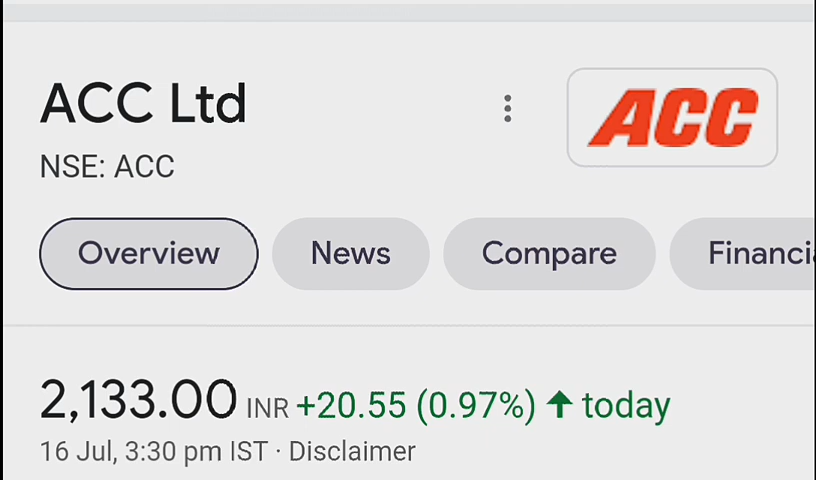 ACC Ltd
ACC
NSE: ACC
Overview News Compare Financi
2,133.00 INR +20.55 (0.97%) ↑ today
16 Jul, 3:30 pm IST · Disclaimer